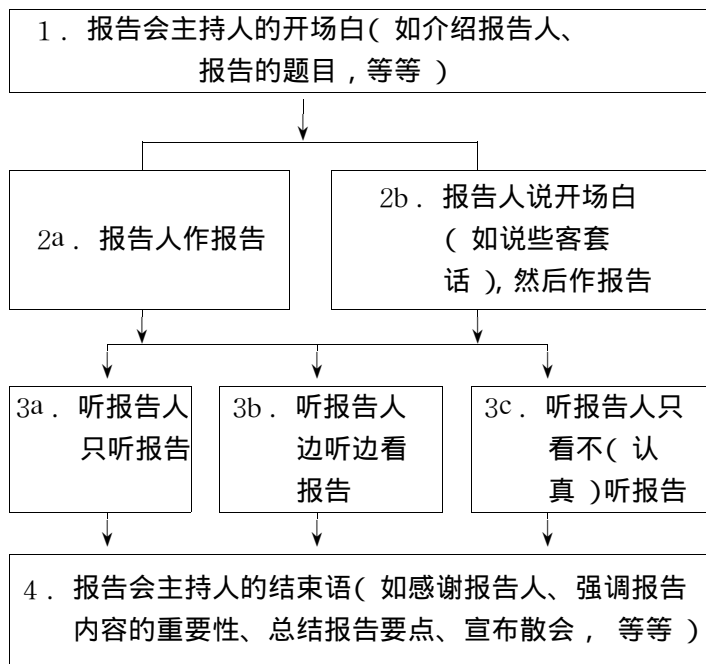 1. 报告会主持人的开场白(如介绍报告人、
报告的题目,等等)
2a. 报告人作报告
2b. 报告人说开场白
(如说些客套
话),然后作报告
3a. 听报告人
只听报告
3b. 听报告人
边听边看
报告
3c. 听报告人只
看不(认
真)听报告
4. 报告会主持人的结束语(如感谢报告人、强调报告
内容的重要性、总结报告要点、宣布散会, 等等)